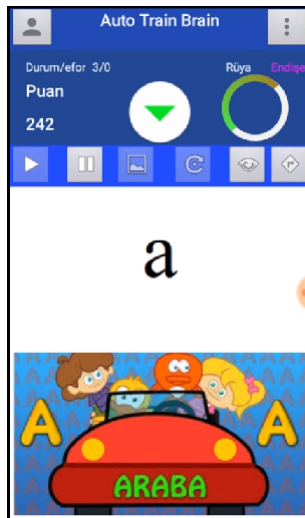 Auto Train Brain
Durum/efor 3/0
Rüya Endişe
Puan
242
a
A A
ARABA